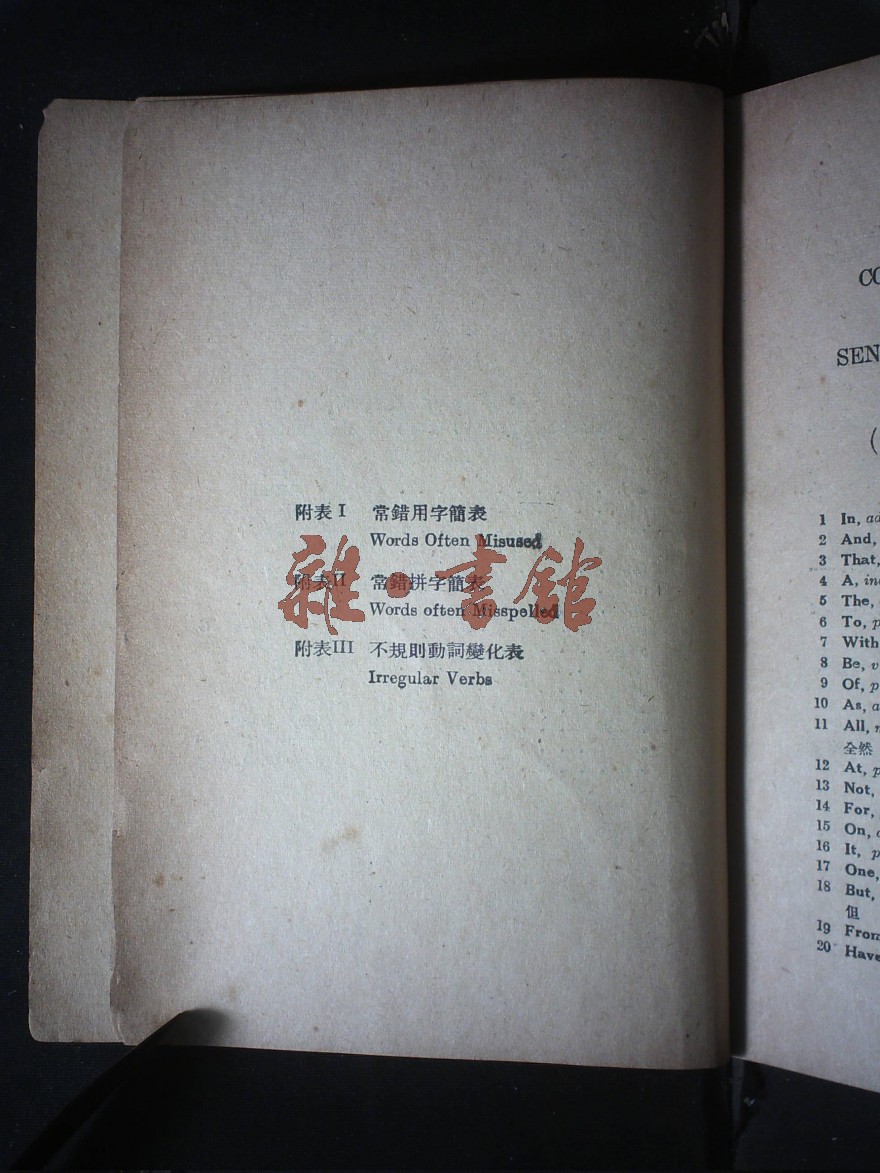 附表 I 常錯用字簡表
Words Often Misused
附表II 常錯拼字簡表
Words often Misspelled
附表III 不規則動詞變化表
Irregular Verbs
雜·書館
CO
SEN
(
1 In, ad
2 And,
3 That,
4 A, in
5 The,
6 To, p
7 With
8 Be, v
9 Of, p
10 As, a
11 All,
全然
12 At, p
13 Not,
14 For,
15 On,
16 It, p
17 One,
18 But,
但
19 From
20 Have